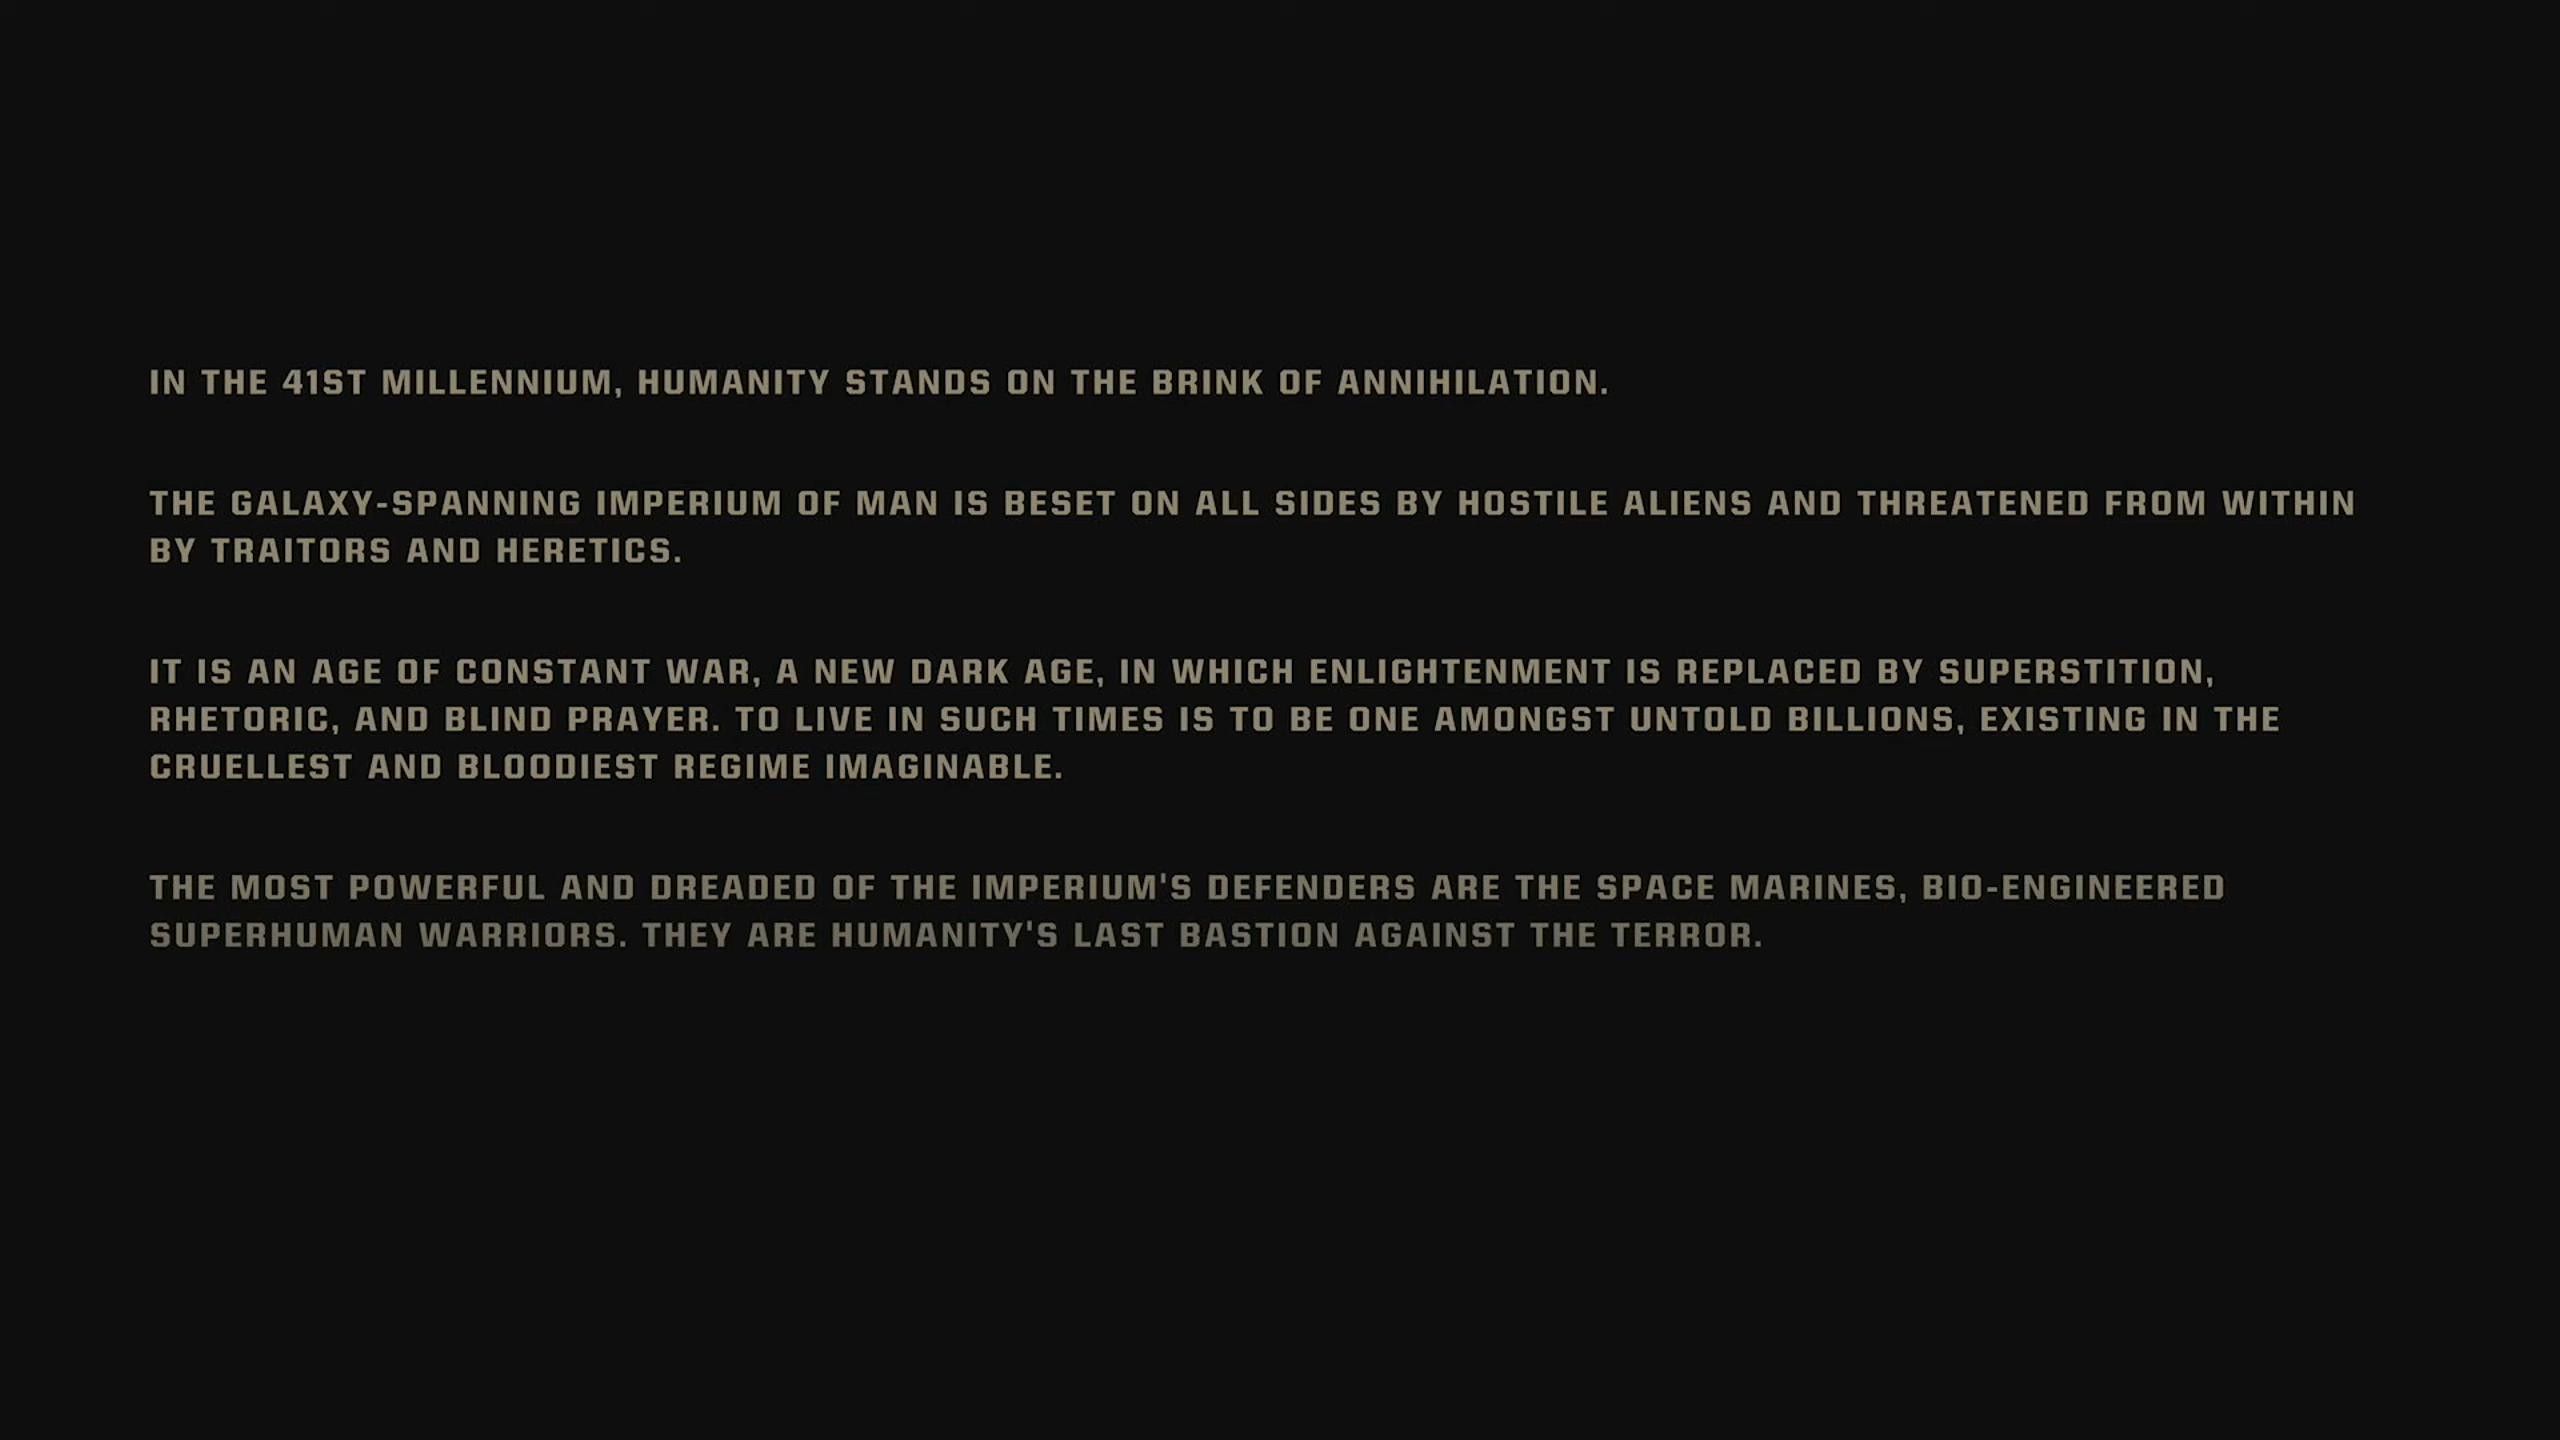 IN THE 41ST MILLENNIUM, HUMANITY STANDS ON THE BRINK OF ANNIHILATION.
THE GALAXY-SPANNING IMPERIUM OF MAN IS BESET ON ALL SIDES BY HOSTILE ALIENS AND THREATENED FROM WITHIN
BY TRAITORS AND HERETICS.
IT IS AN AGE OF CONSTANT WAR, A NEW DARK AGE, IN WHICH ENLIGHTENMENT IS REPLACED BY SUPERSTITION,
RHETORIC, AND BLIND PRAYER. TO LIVE IN SUCH TIMES IS TO BE ONE AMONGST UNTOLD BILLIONS, EXISTING IN THE
CRUELLEST AND BLOODIEST REGIME IMAGINABLE.
THE MOST POWERFUL AND DREADED OF THE IMPERIUM'S DEFENDERS ARE THE SPACE MARINES, BIO-ENGINEERED
SUPERHUMAN WARRIORS. THEY ARE HUMANITY'S LAST BASTION AGAINST THE TERROR.